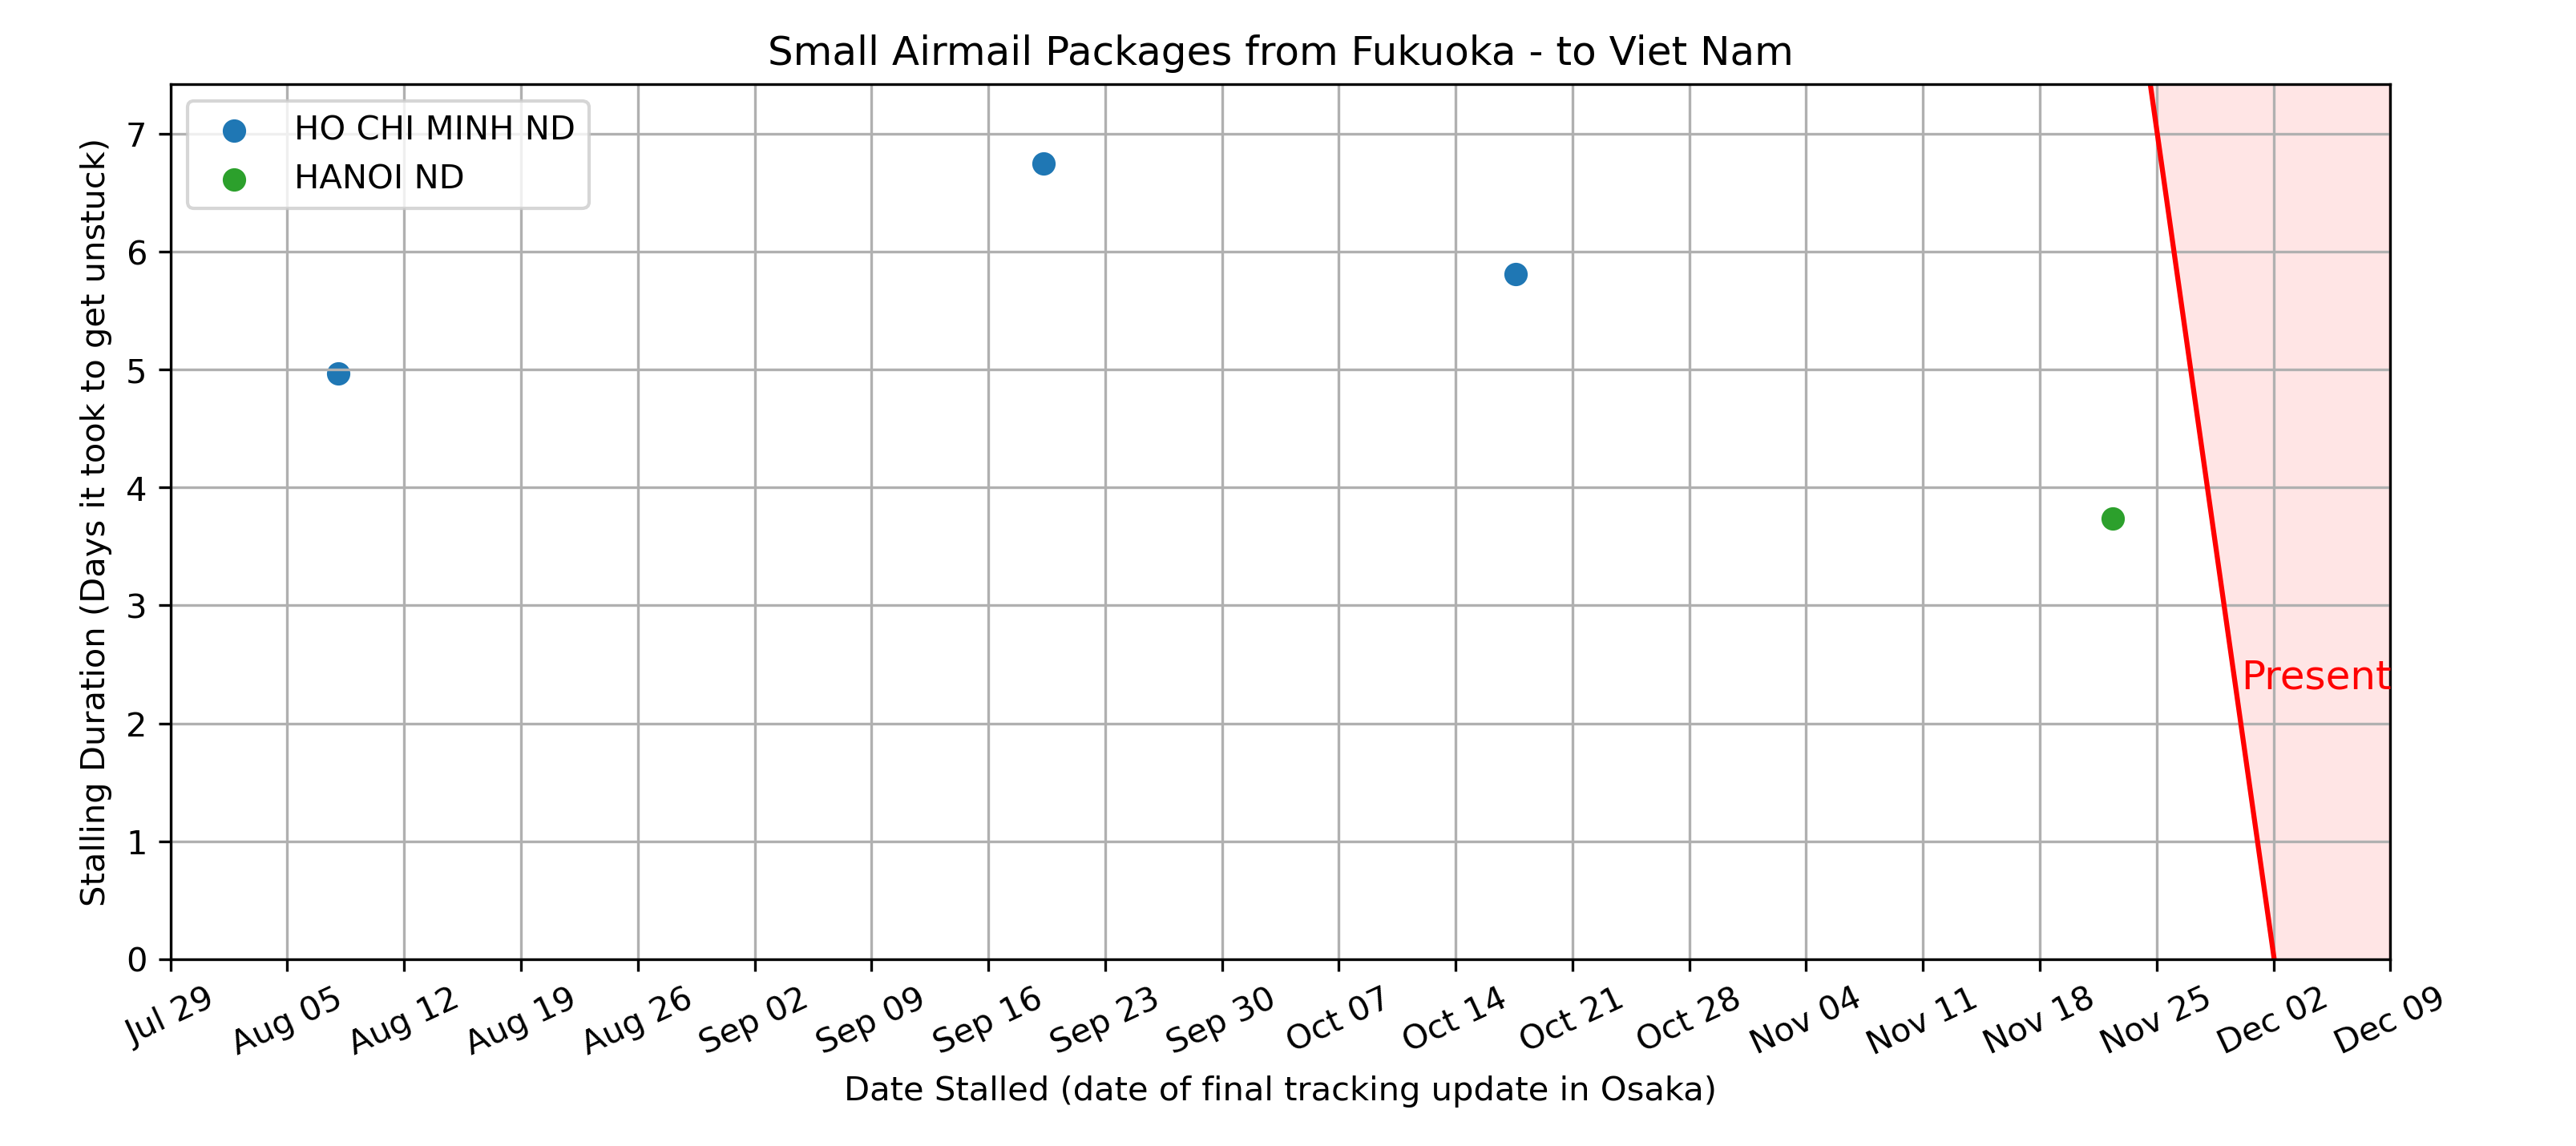 Small Airmail Packages from Fukuoka - to Viet Nam
HO CHI MINH ND
HANOI ND
Stalling Duration (Days it took to get unstuck)
7
6
5
4
3
2
1
0
Present
Jul 29
Aug 05
Aug 12
Aug 19
Aug 26
Sep 02
Sep 09
Sep 16
Sep 23
Sep 30
Oct 07
Oct 14
Oct 21
Oct 28
Nov 04
Nov 11
Nov 18
Nov 25
Dec 02
Dec 09
Date Stalled (date of final tracking update in Osaka)